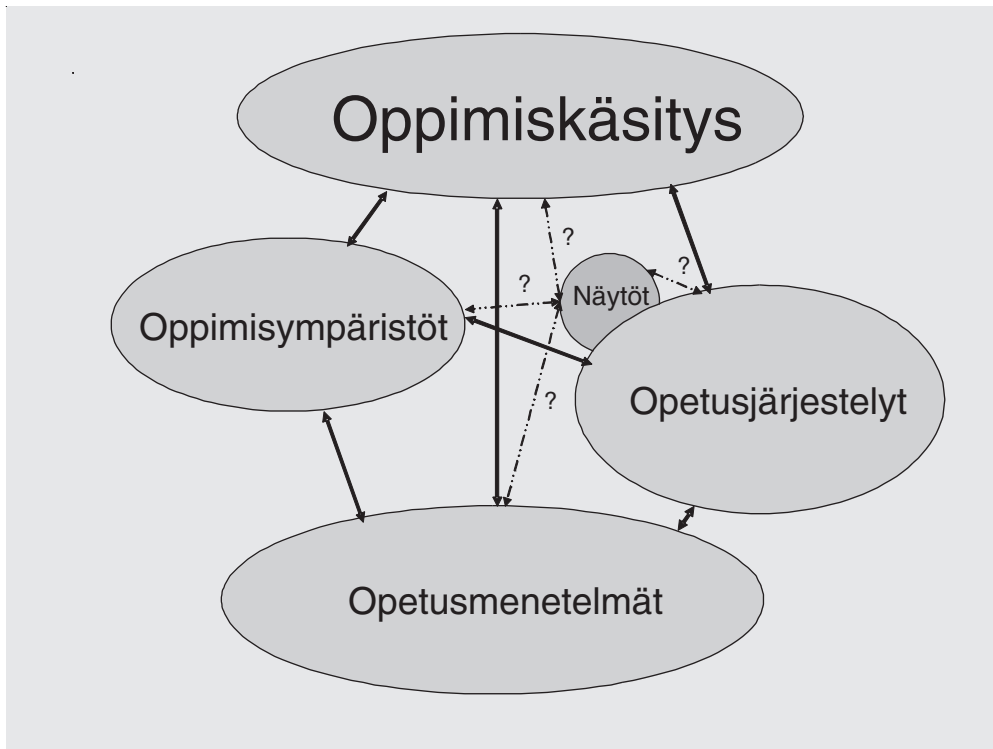 Oppimiskäsitys
?
?
?
Näytöt
Oppimisympäristöt
Opetusjärjestelyt
?
Opetusmenetelmät